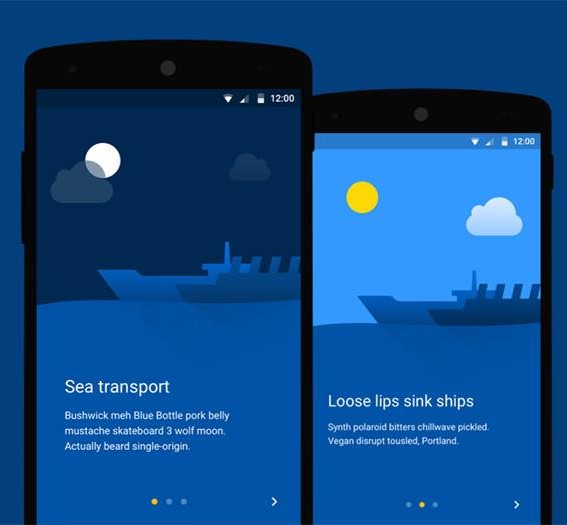 12:00
Sea transport
Bushwick meh Blue Bottle pork belly
mustache skateboard 3 wolf moon.
Actually beard single-origin.
12:00
Loose lips sink ships
Synth polaroid bitters chillwave pickled.
Vegan disrupt tousled, Portland.